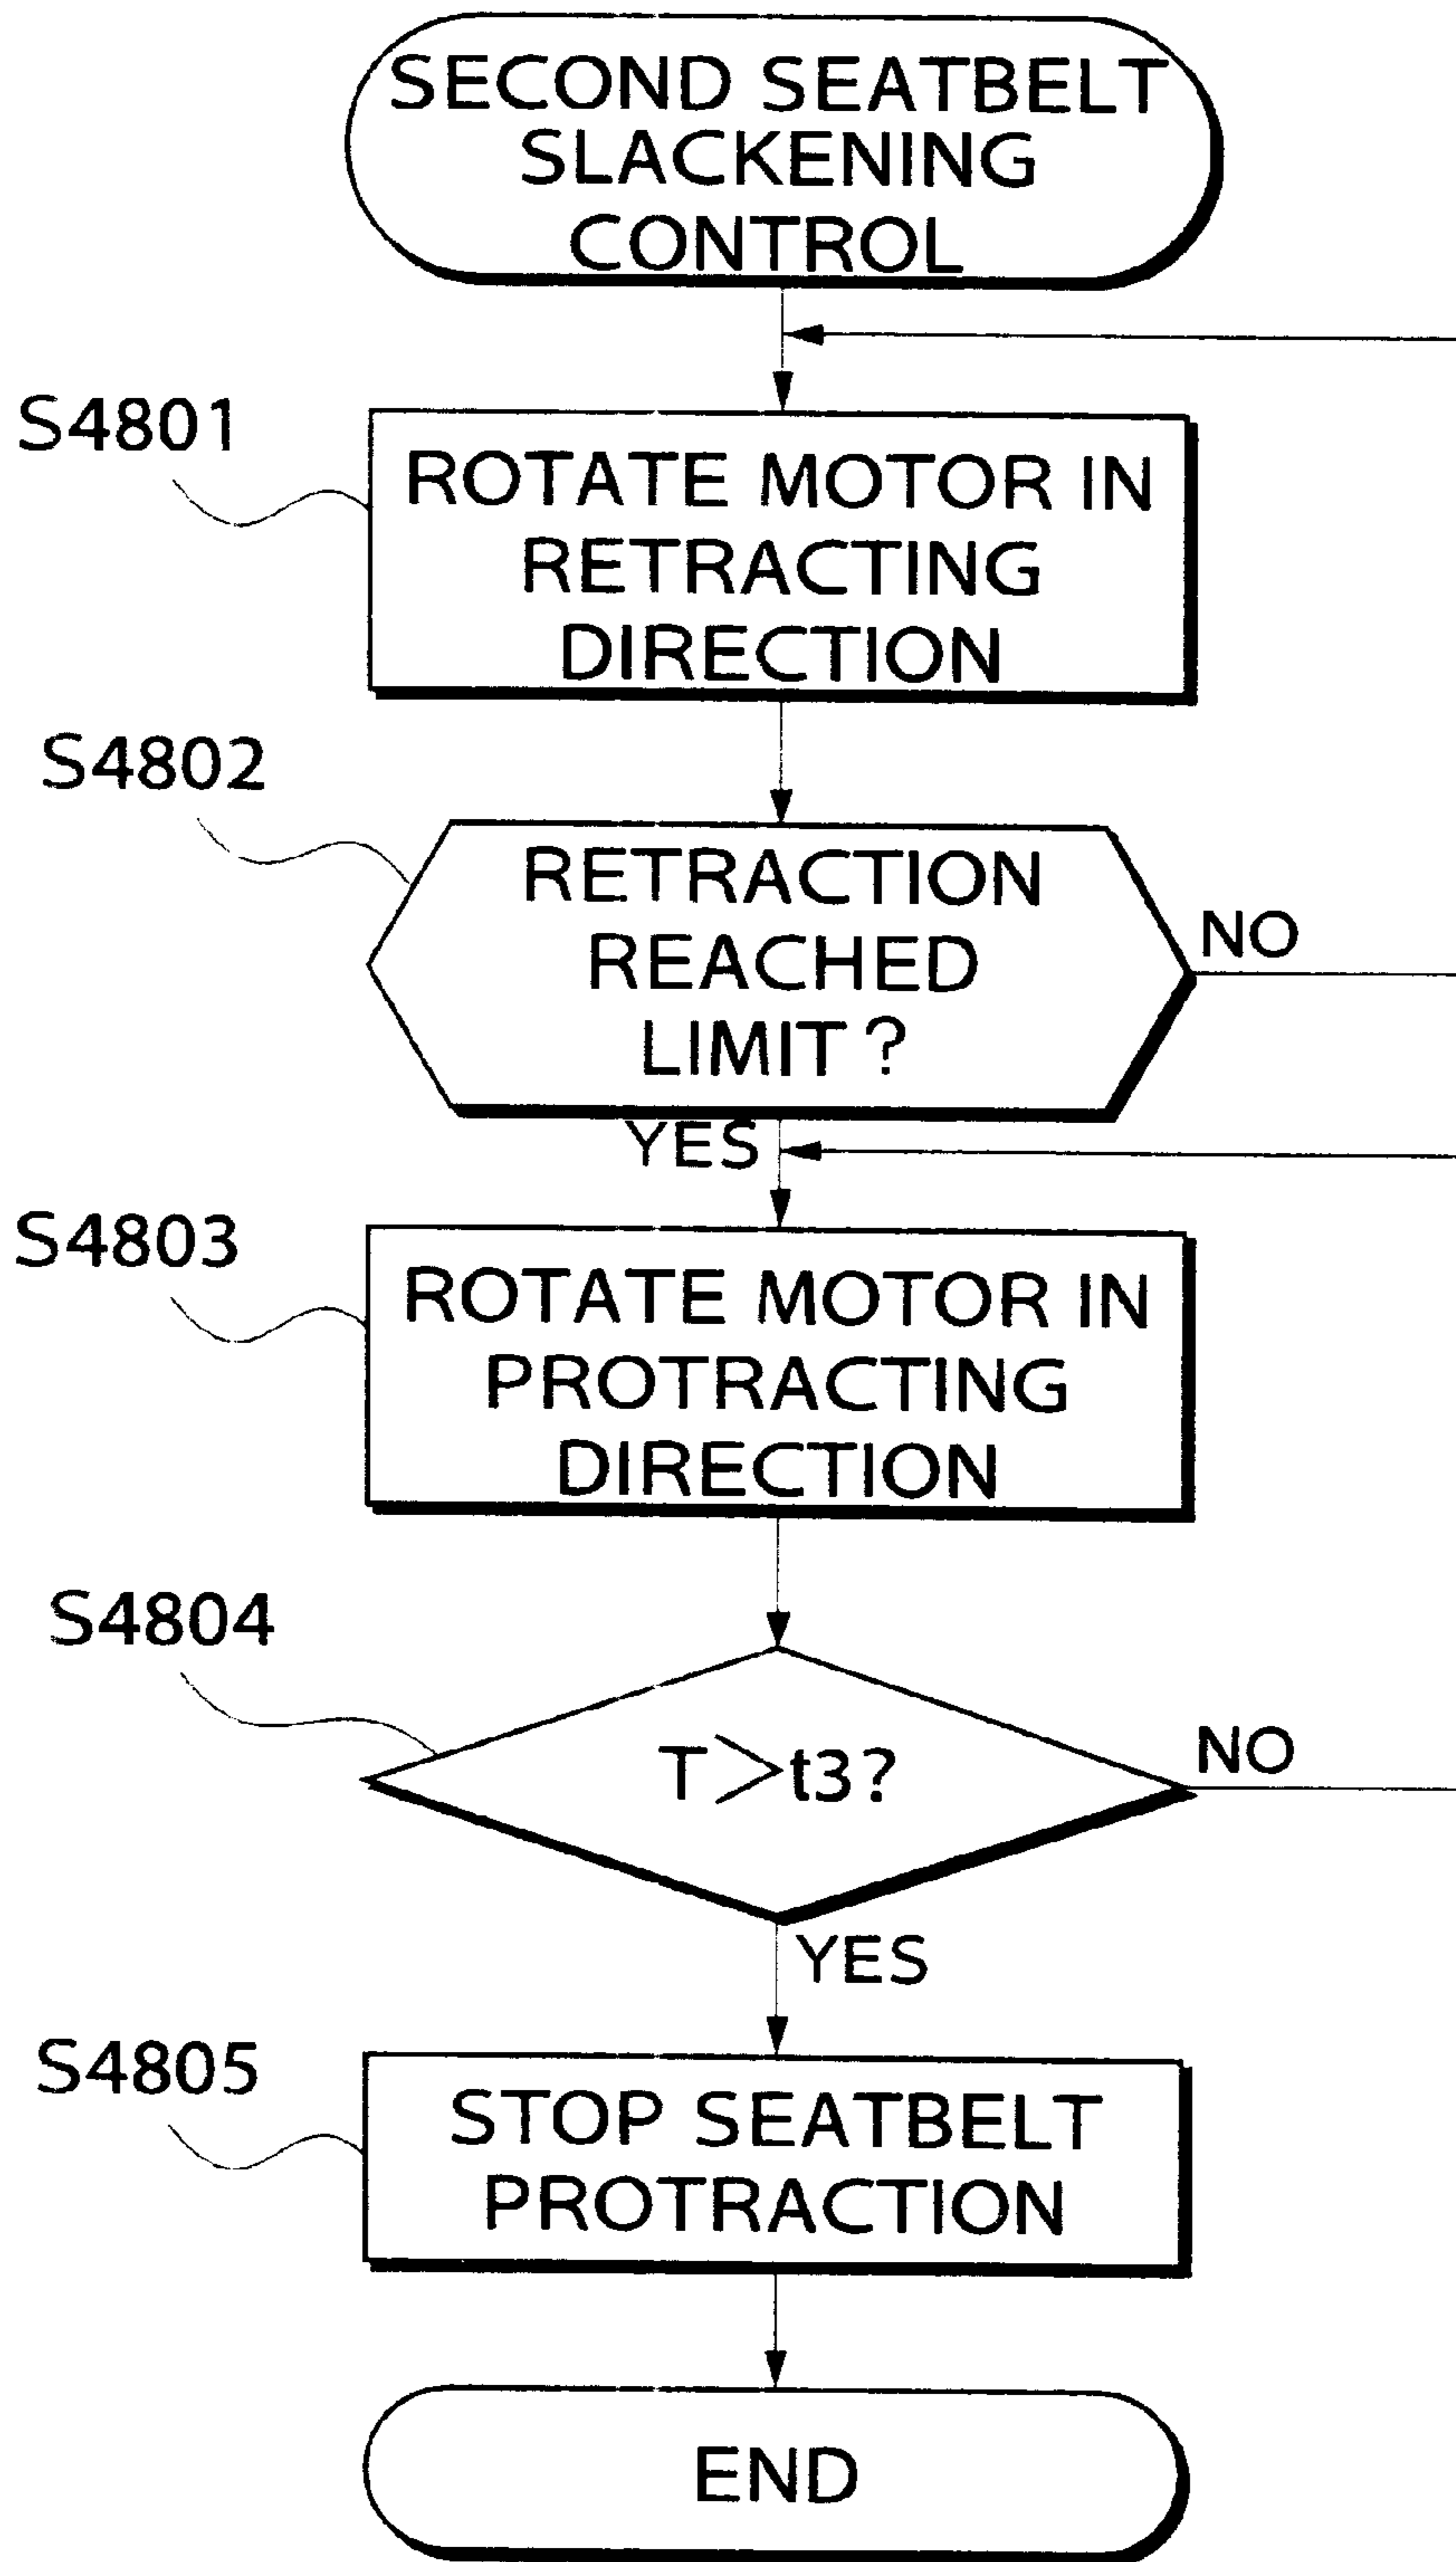 SECOND SEATBELT
SLACKENING
CONTROL
S4801
ROTATE MOTOR IN
RETRACTING
DIRECTION
S4802
RETRACTION
REACHED
LIMIT?
NO
YES
S4803
ROTATE MOTOR IN
PROTRACTING
DIRECTION
S4804
T>t3?
NO
YES
S4805
STOP SEATBELT
PROTRACTION
END